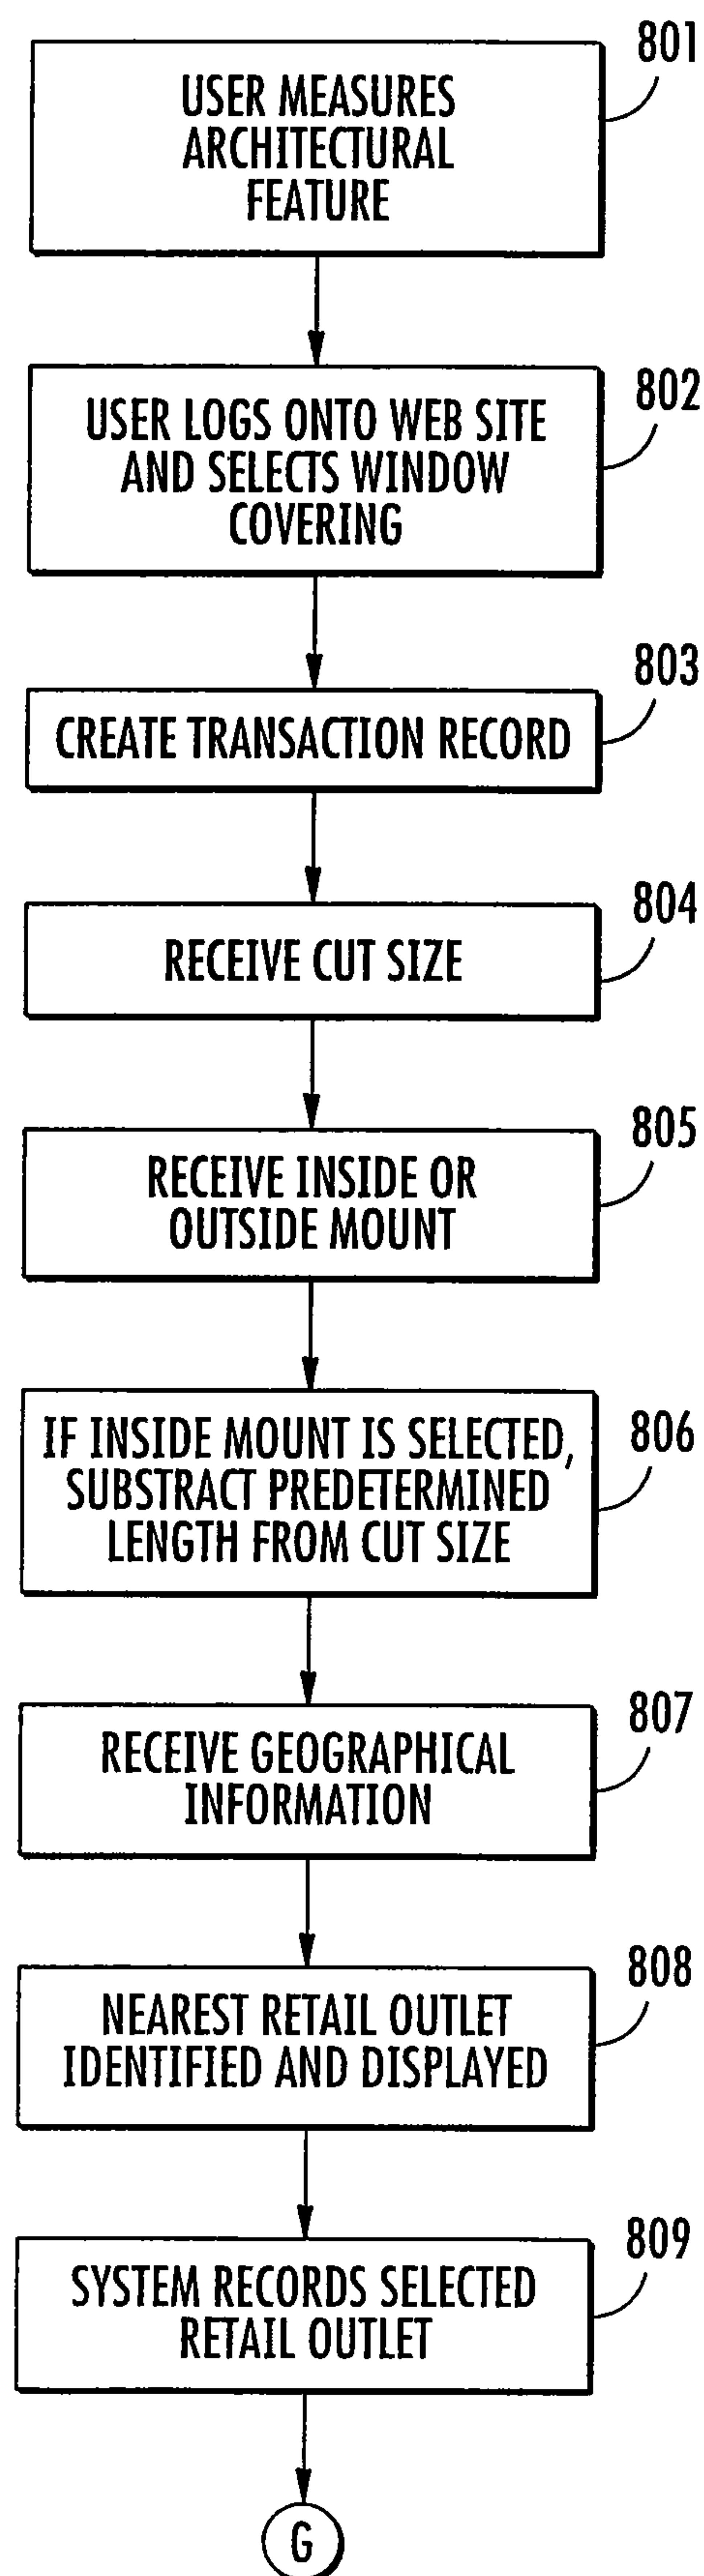 801
USER MEASURES
ARCHITECTURAL
FEATURE
802
USER LOGS ONTO WEB SITE
AND SELECTS WINDOW
COVERING
803
CREATE TRANSACTION RECORD
804
RECEIVE CUT SIZE
805
RECEIVE INSIDE OR
OUTSIDE MOUNT
806
IF INSIDE MOUNT IS SELECTED,
SUBSTRACT PREDETERMINED
LENGTH FROM CUT SIZE
807
RECEIVE GEOGRAPHICAL
INFORMATION
808
NEAREST RETAIL OUTLET
IDENTIFIED AND DISPLAYED
809
SYSTEM RECORDS SELECTED
RETAIL OUTLET
G